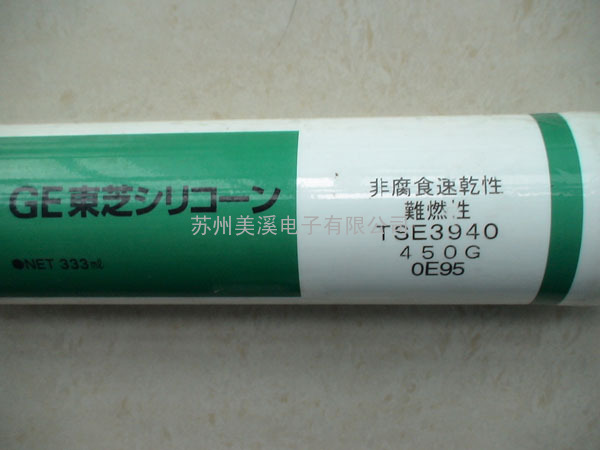 GE東芝シリコーン
●NET 333㎖
非腐食速乾性
難燃性
TSE3940
450G
0E95
苏州美溪电子有限公司